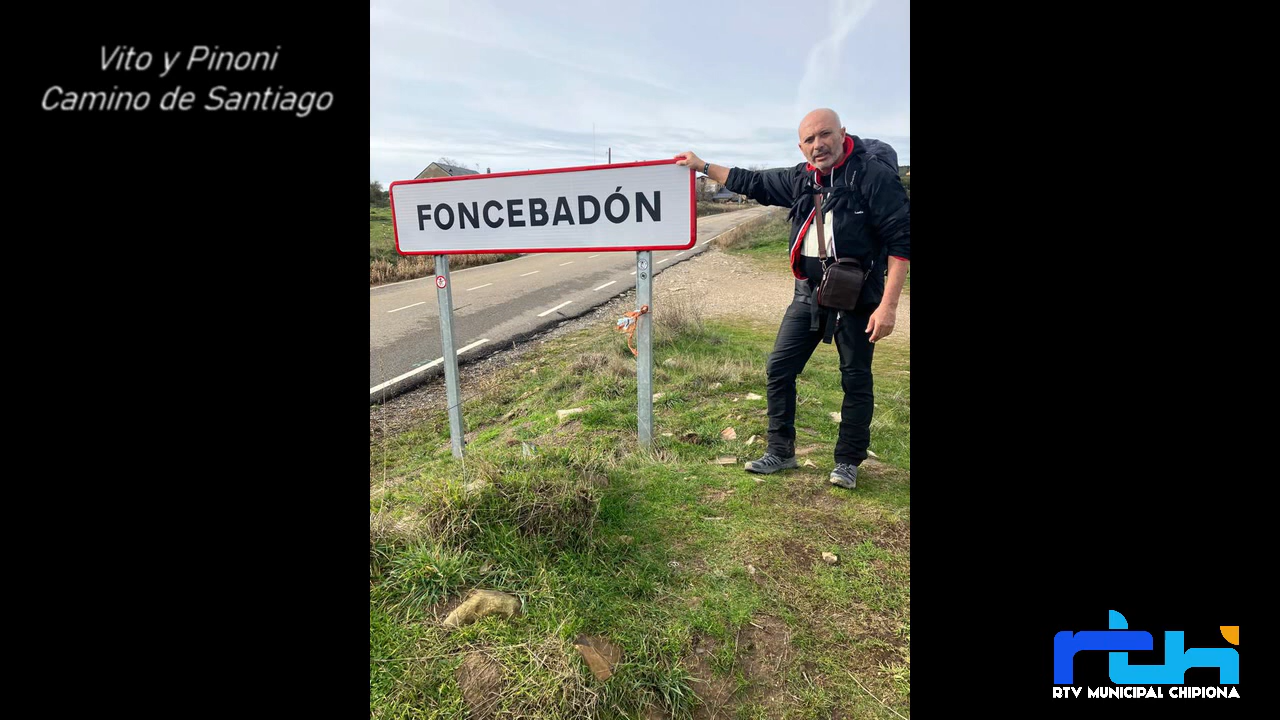 Vito y Pinoni
Camino de Santiago
FONCEBADÓN
RTV MUNICIPAL CHIPIONA